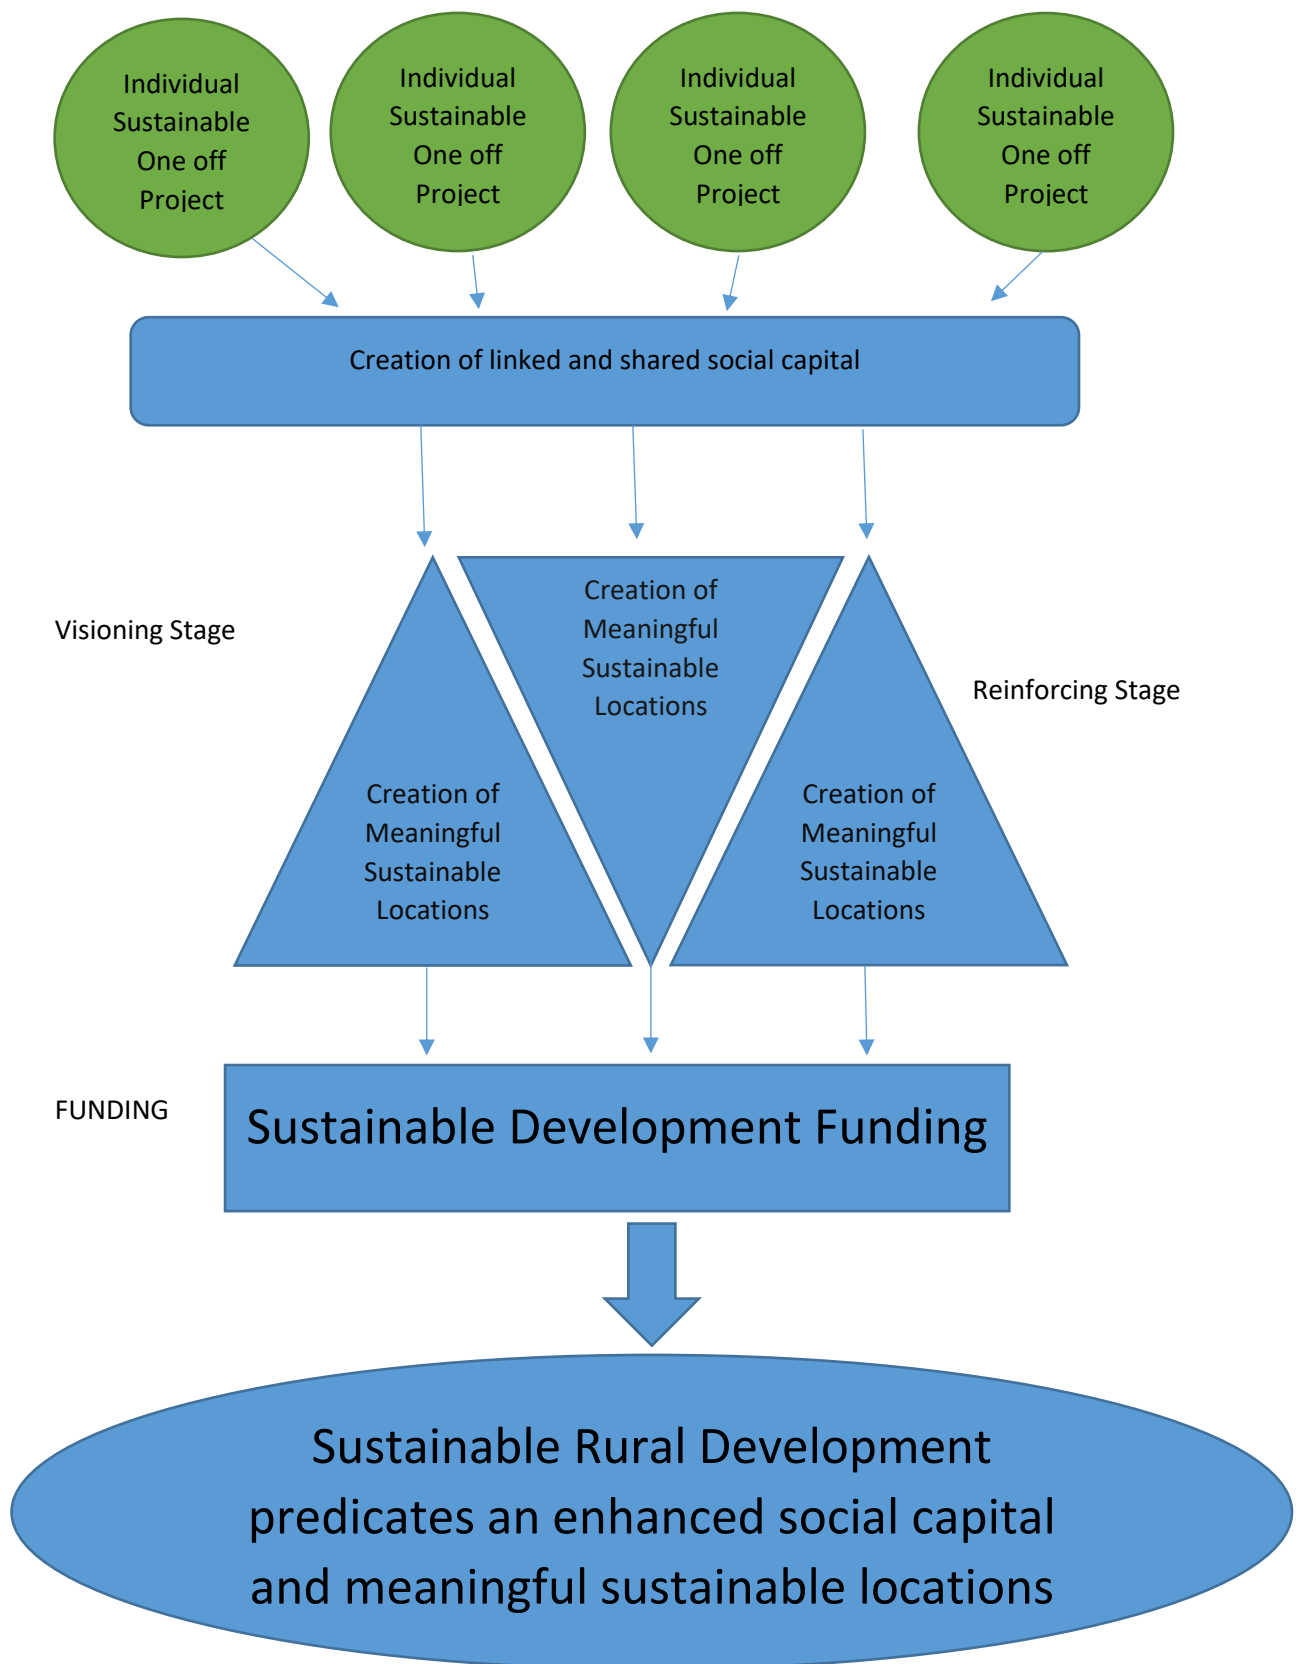 Individual
Sustainable
One off
Project
Individual
Sustainable
One off
Project
Individual
Sustainable
One off
Project
Individual
Sustainable
One off
Project
Creation of linked and shared social capital
Visioning Stage
Creation of
Meaningful
Sustainable
Locations
Reinforcing Stage
Creation of
Meaningful
Sustainable
Locations
Creation of
Meaningful
Sustainable
Locations
FUNDING
Sustainable Development Funding
Sustainable Rural Development
predicates an enhanced social capital
and meaningful sustainable locations